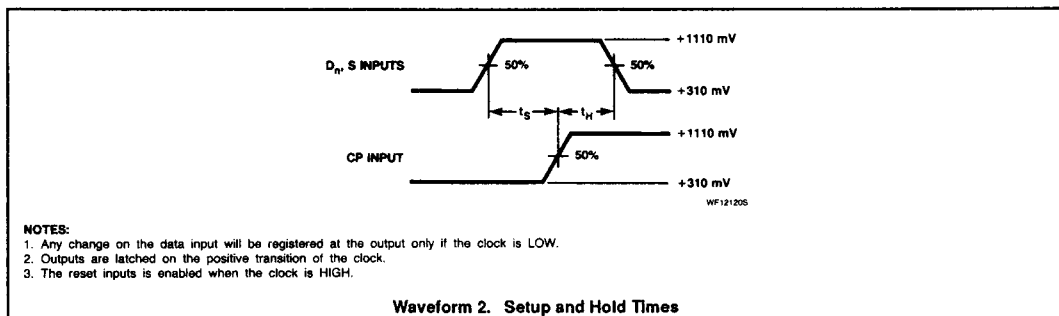 +1110 mV
Dn, S INPUTS
50%
50%
+310 mV
tS
tH
+1110 mV
CP INPUT
50%
+310 mV
WF12120S
NOTES:
1. Any change on the data input will be registered at the output only if the clock is LOW.
2. Outputs are latched on the positive transition of the clock.
3. The reset inputs is enabled when the clock is HIGH.
Waveform 2. Setup and Hold Times